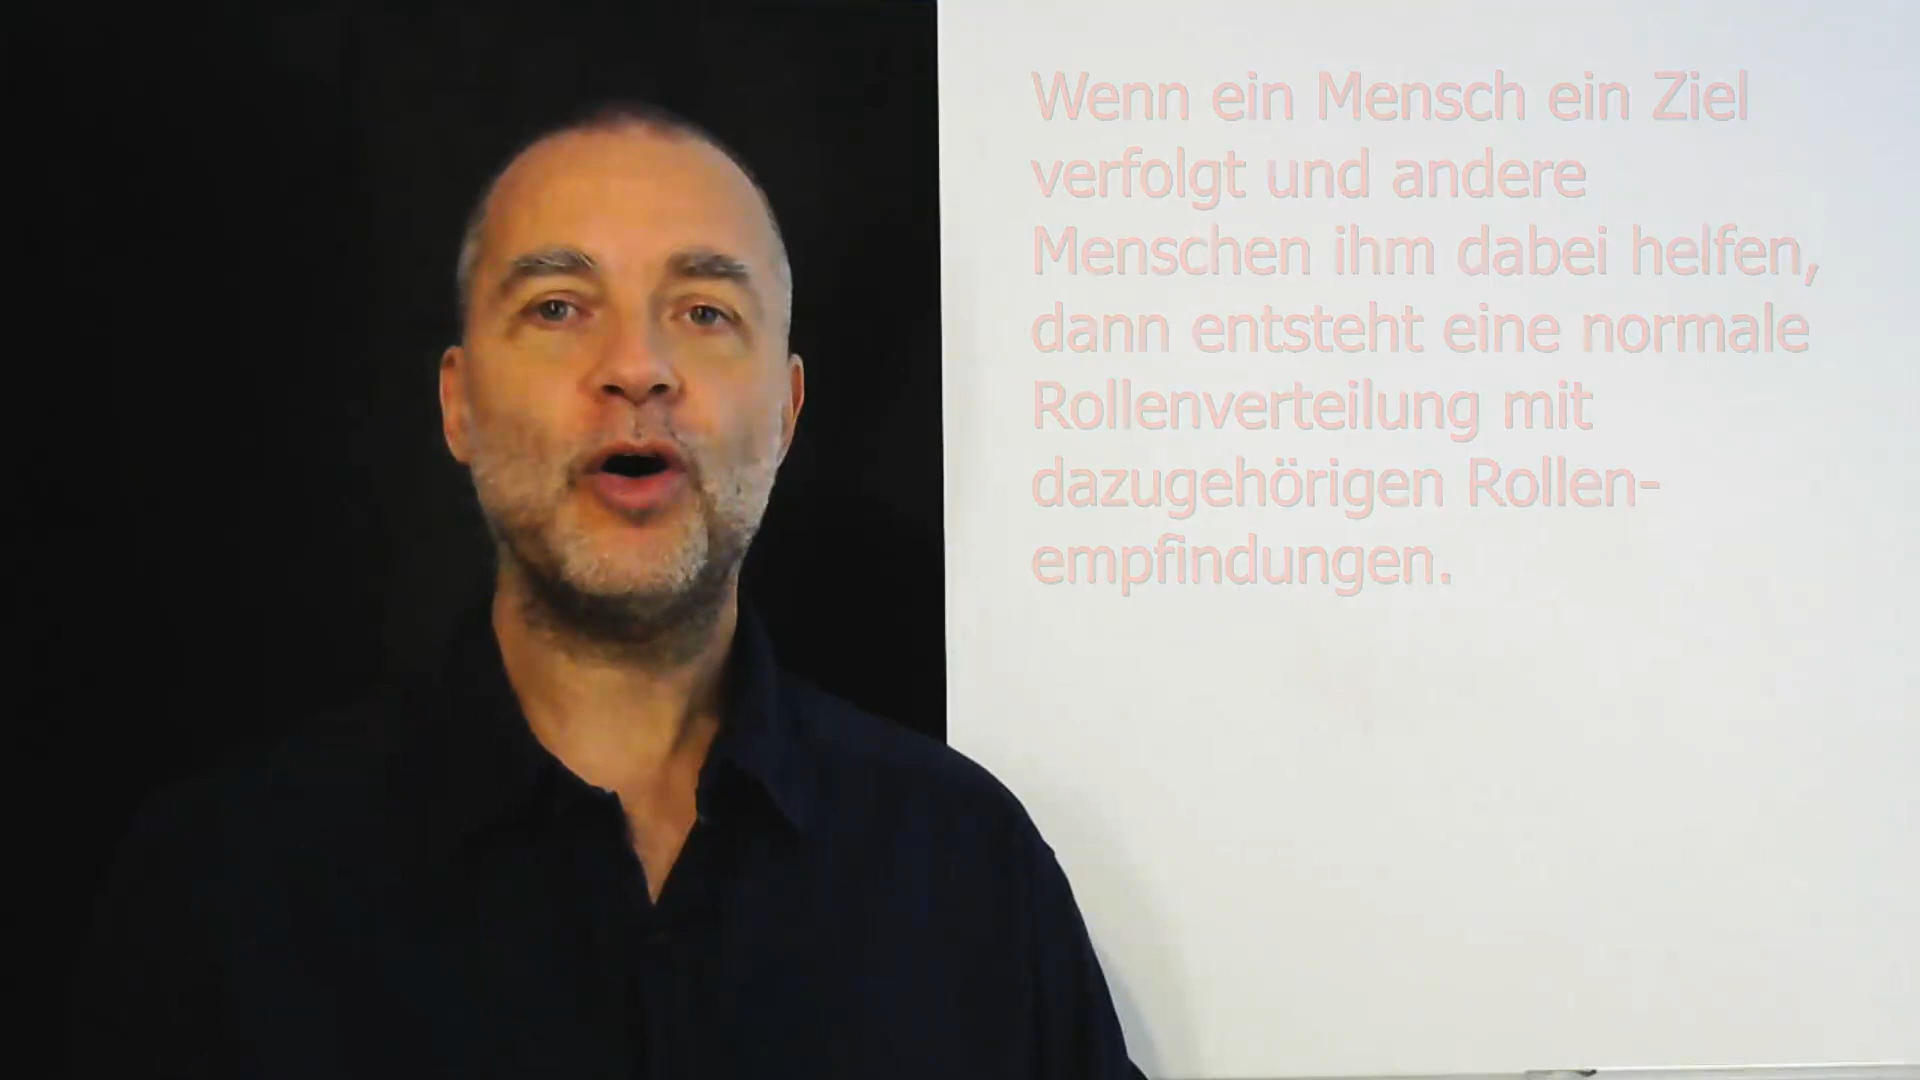 Wenn ein Mensch ein Ziel
verfolgt und andere
Menschen ihm dabei helfen,
dann entsteht eine normale
Rollenverteilung mit
dazugehörigen Rollen-
empfindungen.